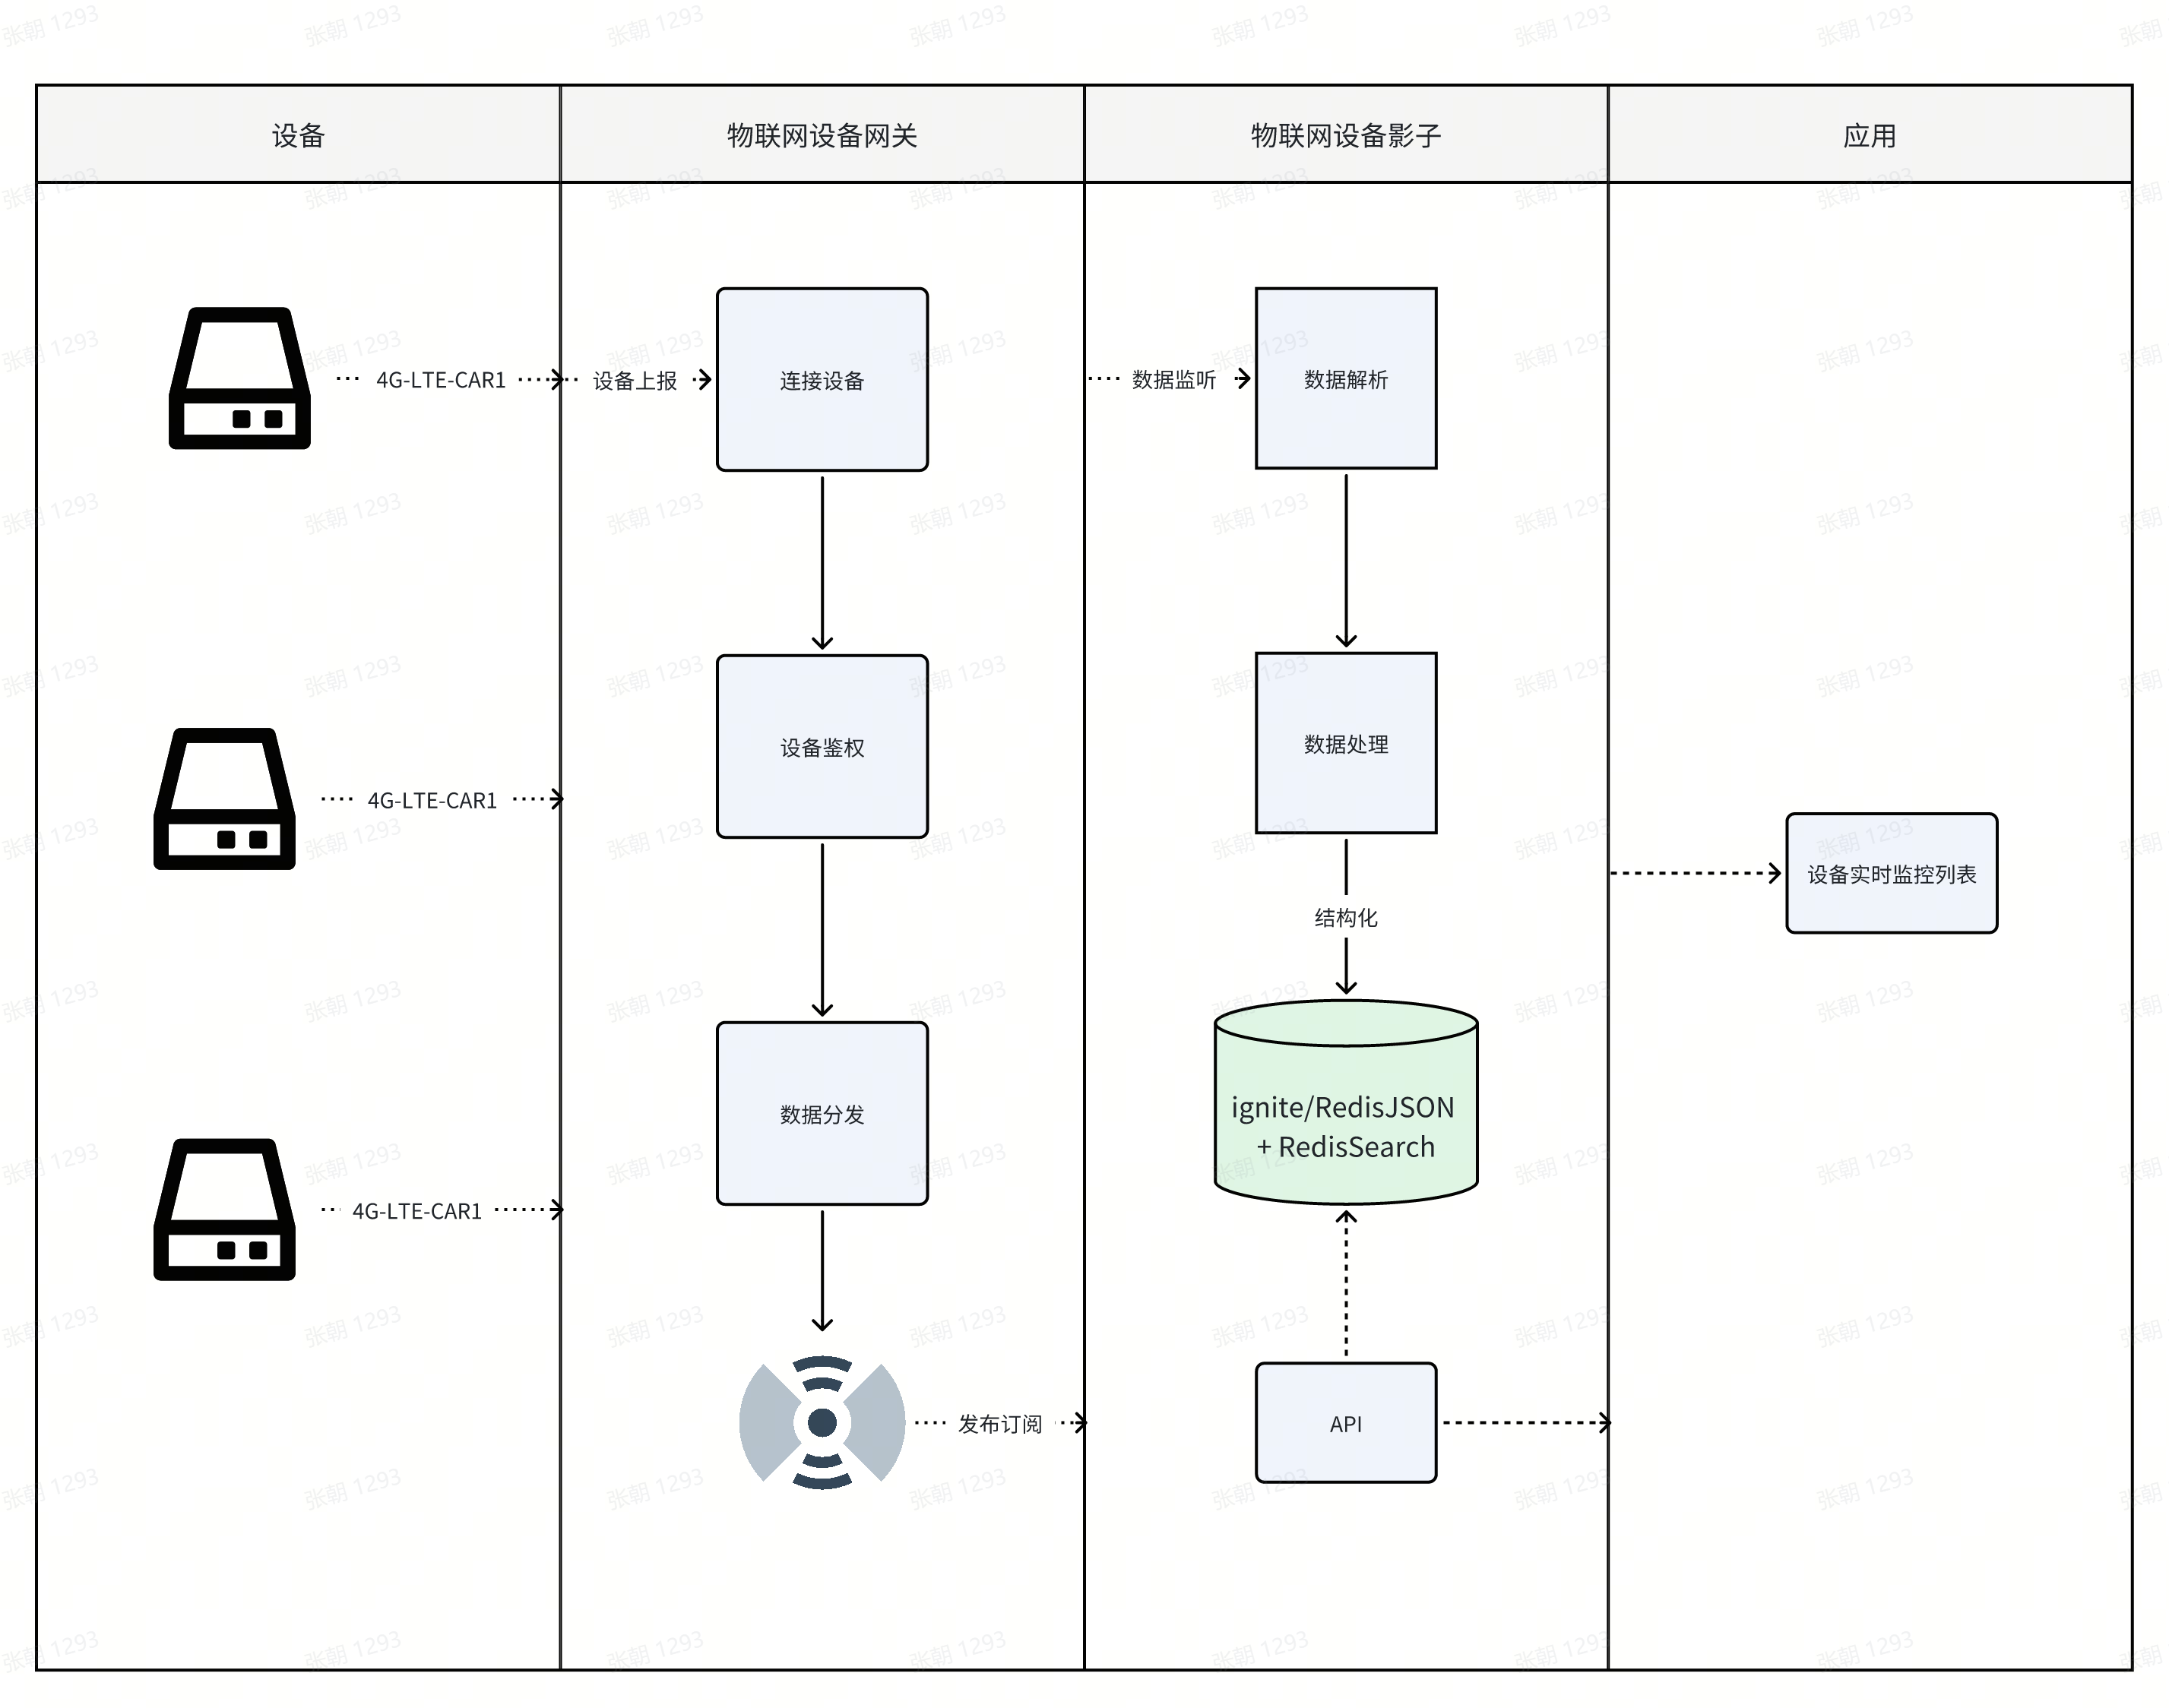 设备
物联网设备网关
物联网设备影子
应用
4G-LTE-CAR1
设备上报
连接设备
数据监听
数据解析
设备鉴权
数据处理
4G-LTE-CAR1
设备实时监控列表
结构化
数据分发
ignite/RedisJSON
+ RedisSearch
4G-LTE-CAR1
发布订阅
API
张朝 1293